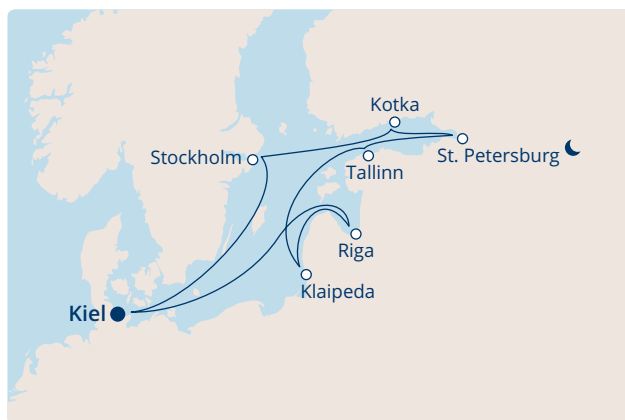 Kotka
St. Petersburg
Stockholm
Tallinn
Riga
Klaipeda
Kiel